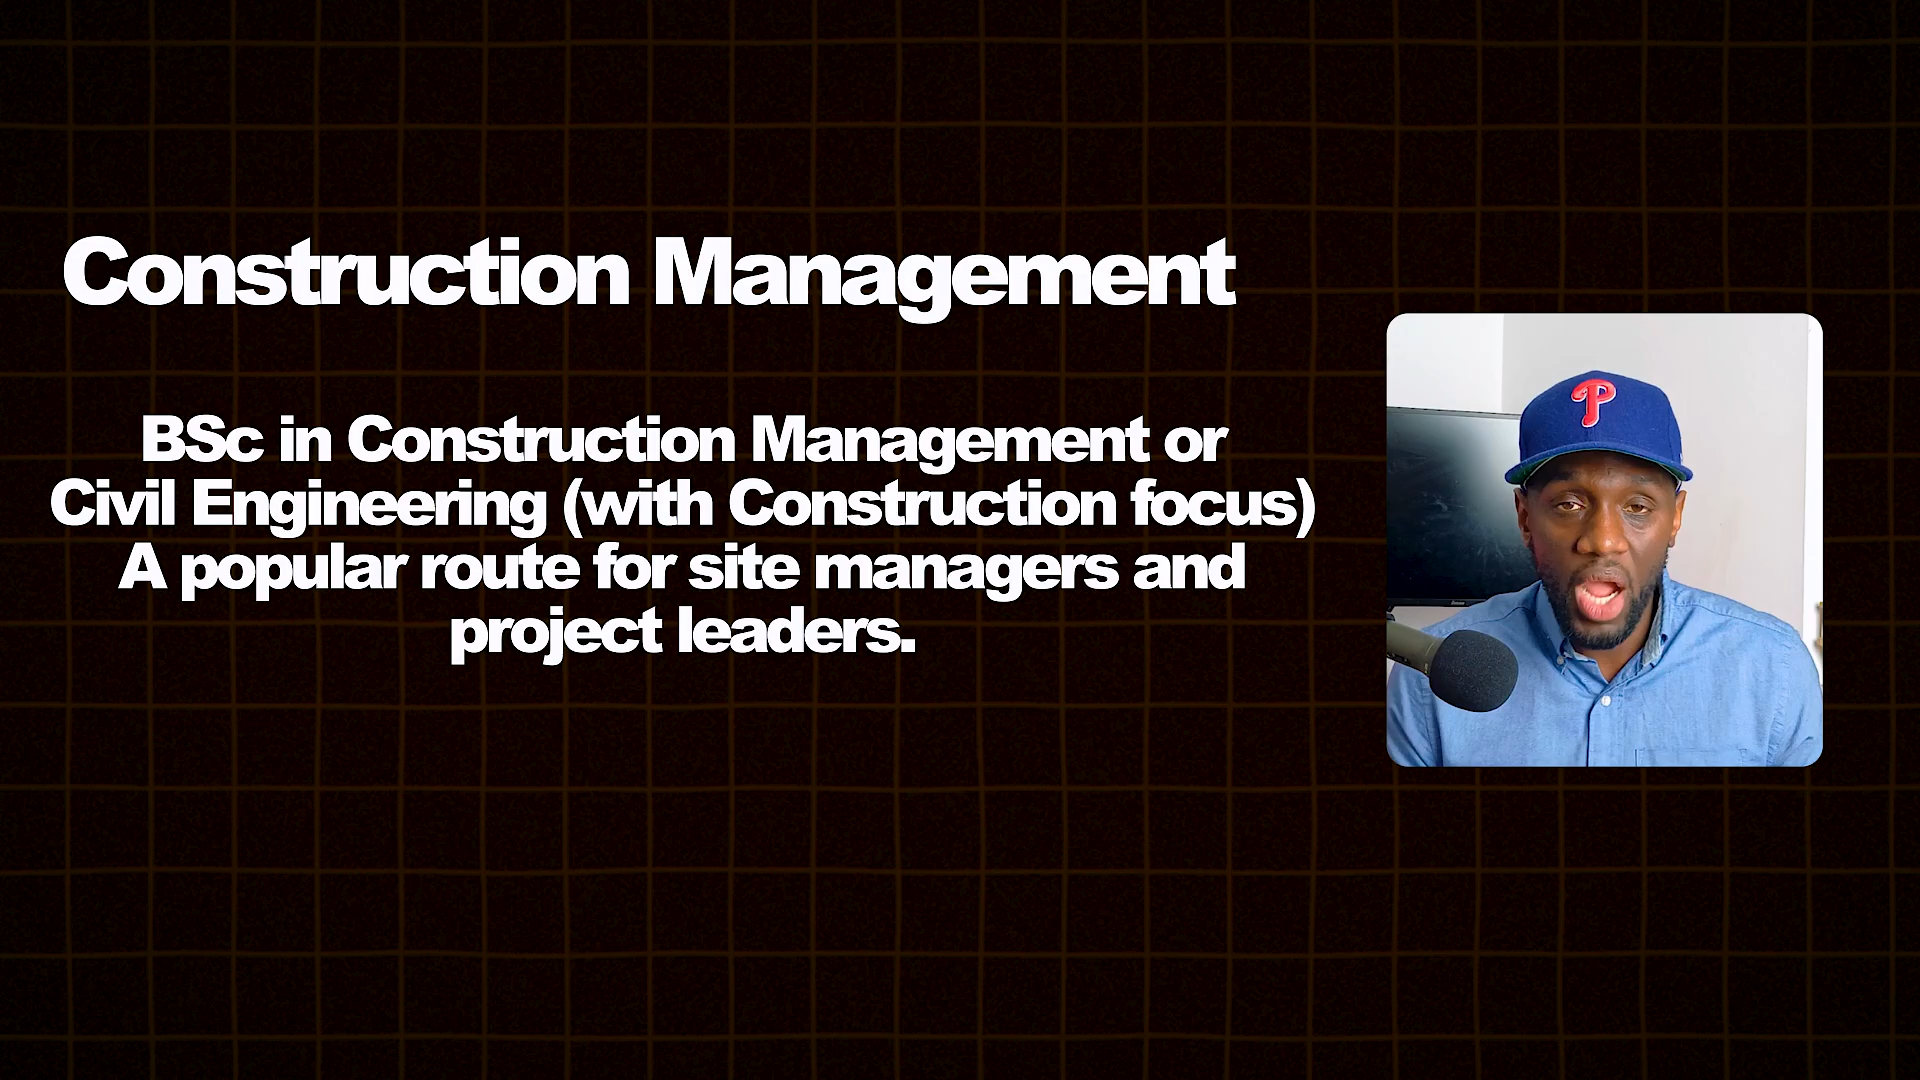 Construction Management
BSc in Construction Management or
Civil Engineering (with Construction focus)
A popular route for site managers and
project leaders.
P